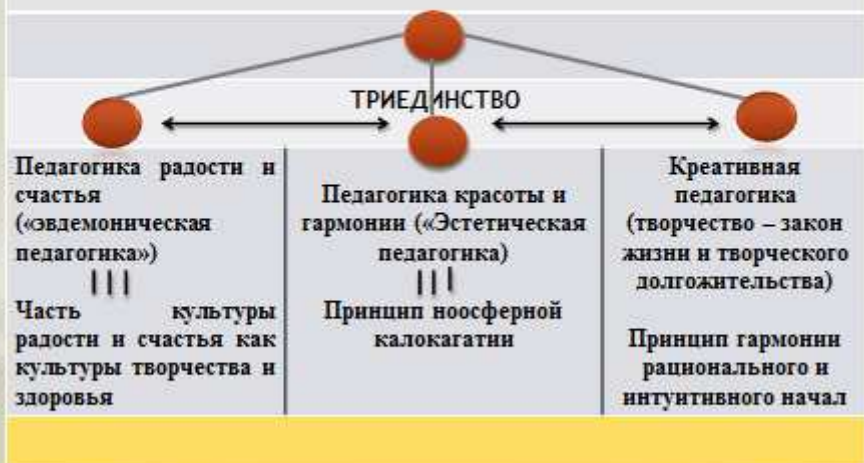 ТРИЕДИНСТВО
Педагогика радости и
счастья
(«эвдемоническая
педагогика»)
Часть культуры
радости и счастья как
культуры творчества и
здоровья
Педагогика красоты и
гармонии («Эстетическая
педагогика)
Принцип ноосферной
калокагатии
Креативная
педагогика
(творчество – закон
жизни и творческого
долгожительства)
Принцип гармонии
рационального и
интуитивного начал